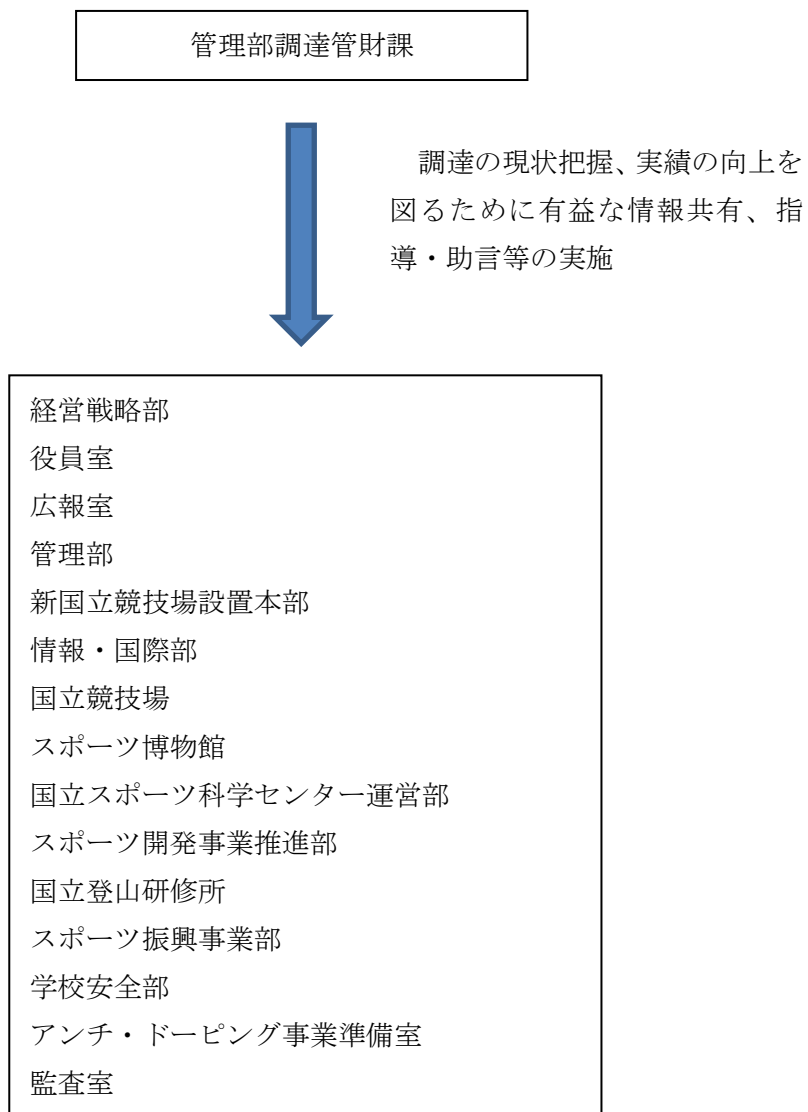 管理部調達管財課
調達の現状把握、実績の向上を
図るために有益な情報共有、指
導・助言等の実施
経営戦略部
役員室
広報室
管理部
新国立競技場設置本部
情報・国際部
国立競技場
スポーツ博物館
国立スポーツ科学センター運営部
スポーツ開発事業推進部
国立登山研修所
スポーツ振興事業部
学校安全部
アンチ・ドーピング事業準備室
監査室